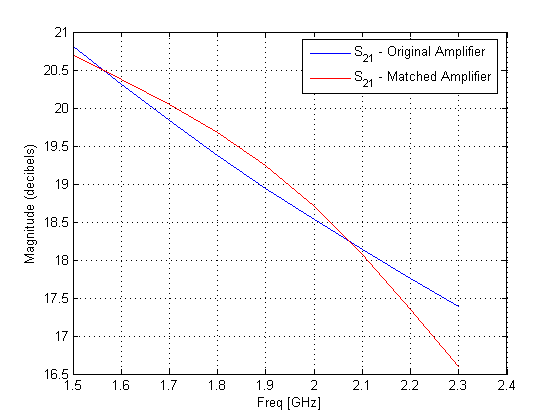 21
20.5
20
19.5
19
18.5
18
17.5
17
16.5
Magnitude (decibels)
S21 - Original Amplifier
S21 - Matched Amplifier
1.5 1.6 1.7 1.8 1.9 2 2.1 2.2 2.3 2.4
Freq [GHz]